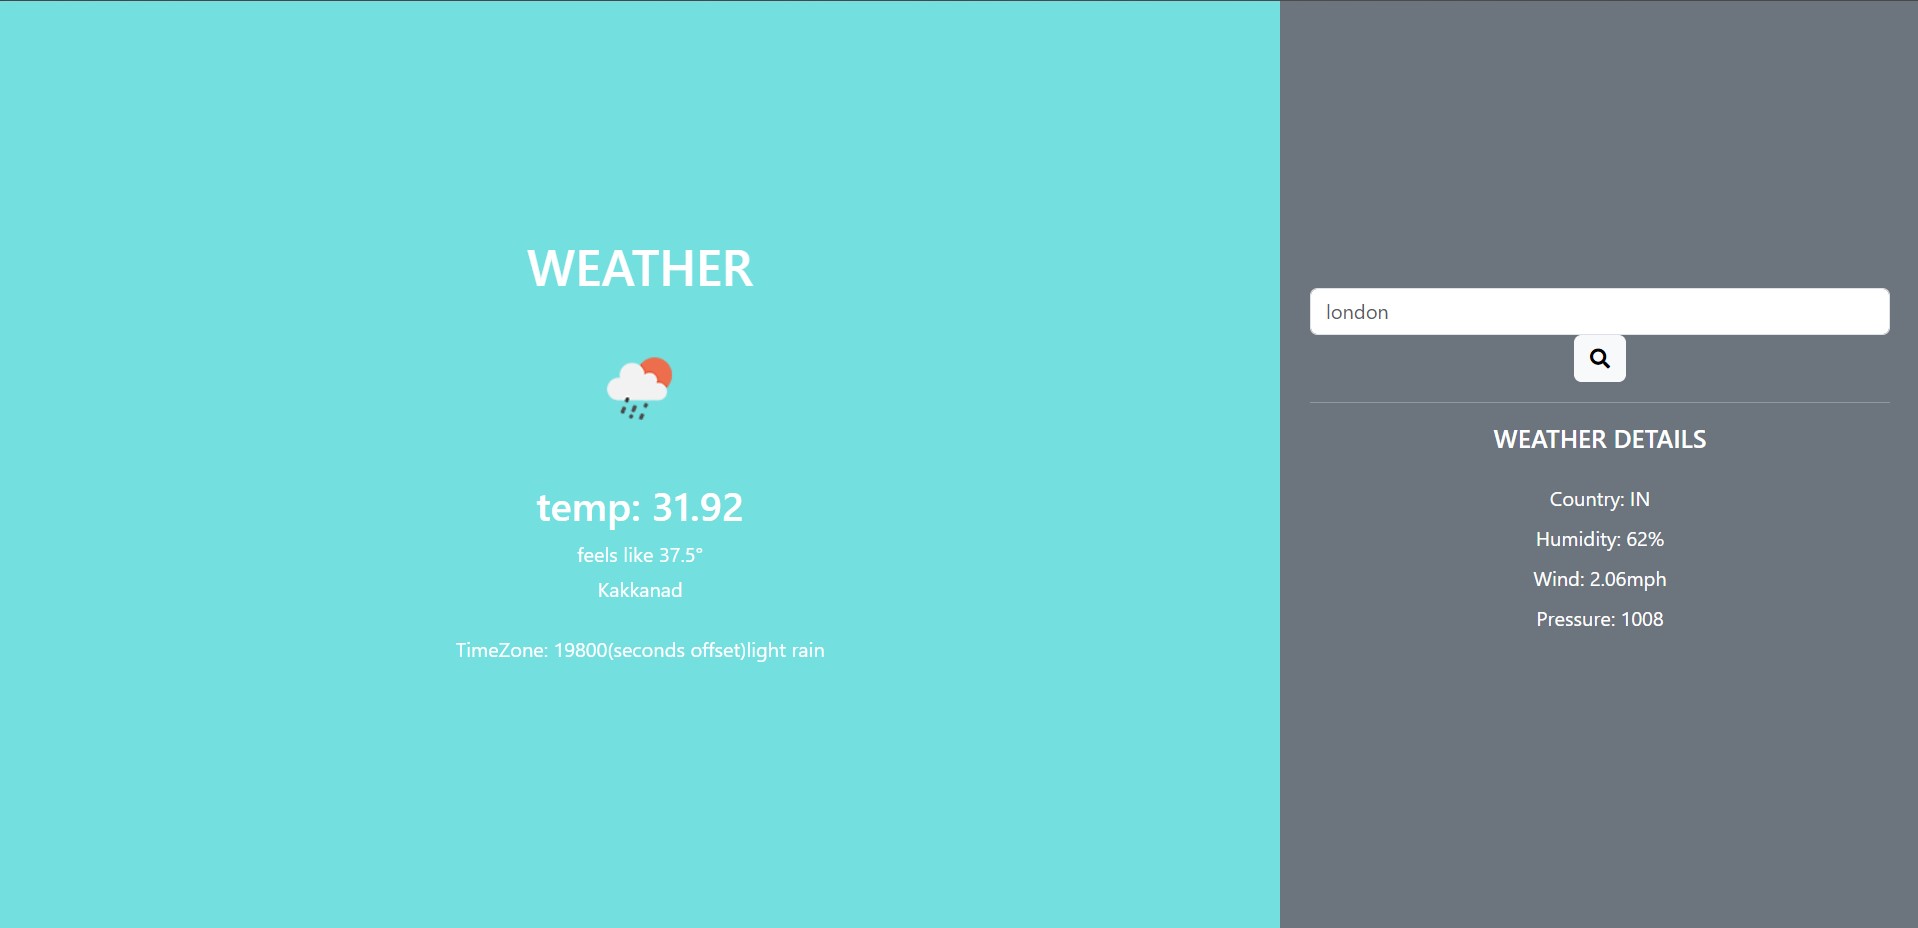 WEATHER
temp: 31.92
feels like 37.5°
Kakkanad
TimeZone: 19800(seconds offset)light rain
london
WEATHER DETAILS
Country: IN
Humidity: 62%
Wind: 2.06mph
Pressure: 1008